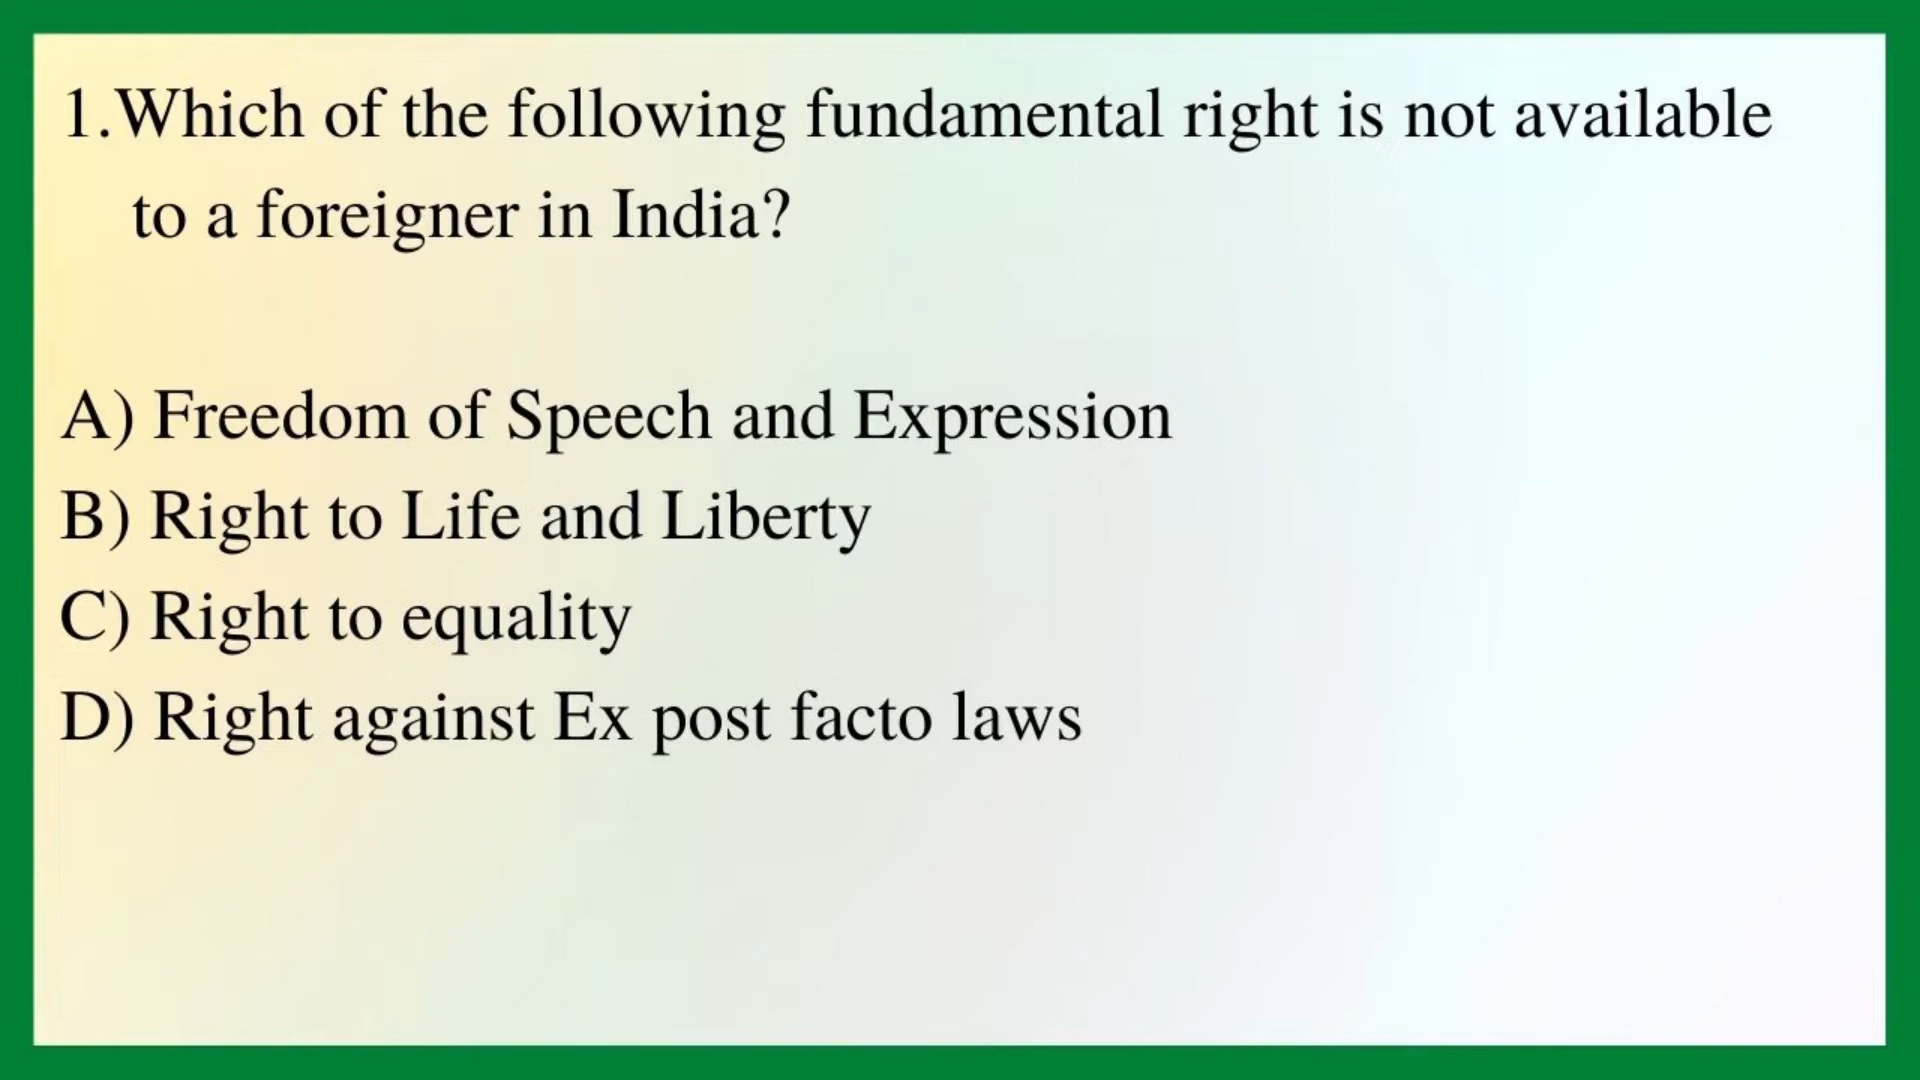 1.Which of the following fundamental right is not available
to a foreigner in India?
A) Freedom of Speech and Expression
B) Right to Life and Liberty
C) Right to equality
D) Right against Ex post facto laws